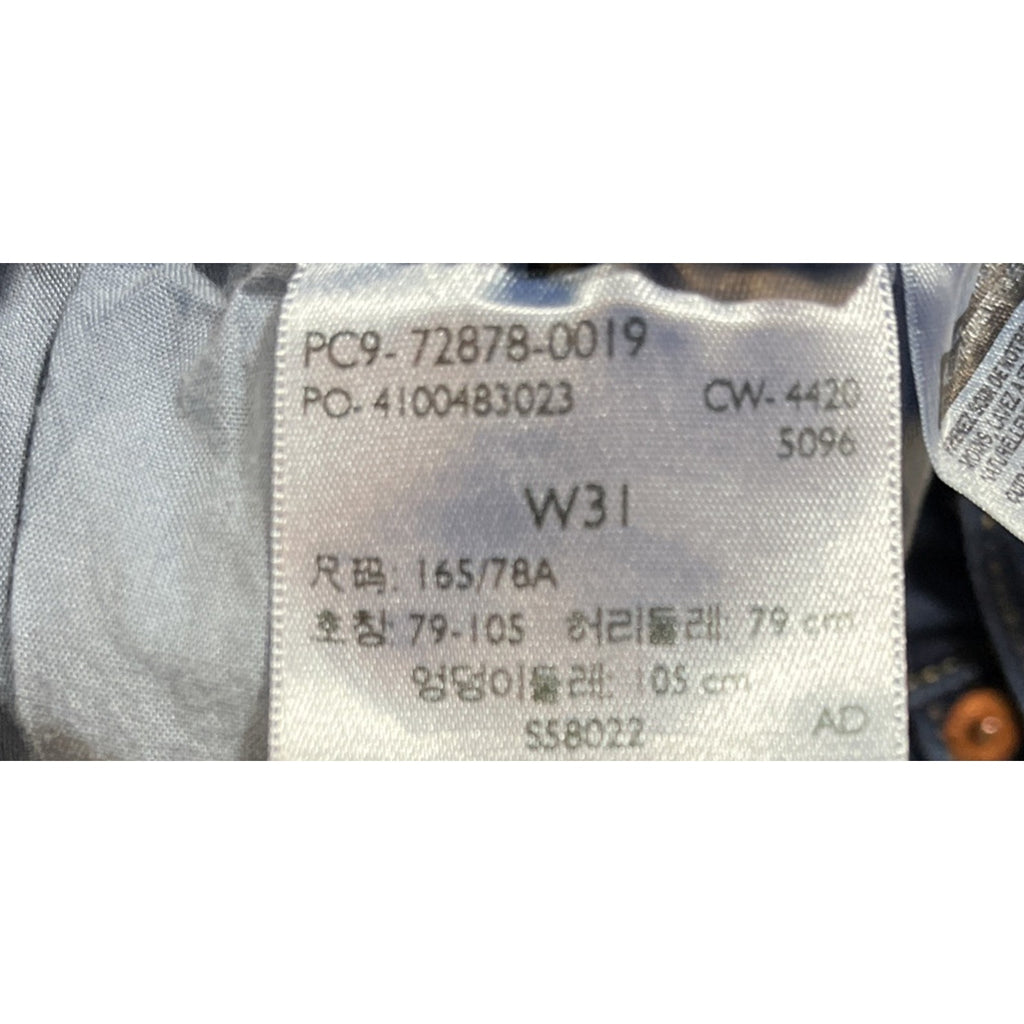 PC9-72878-0019
PO-4100483023 CW-4420
5096
W31
尺码: 165/78A
호칭 79-105 허리둘레: 79 cm
엉덩이둘레: 105 cm
S58022 AD